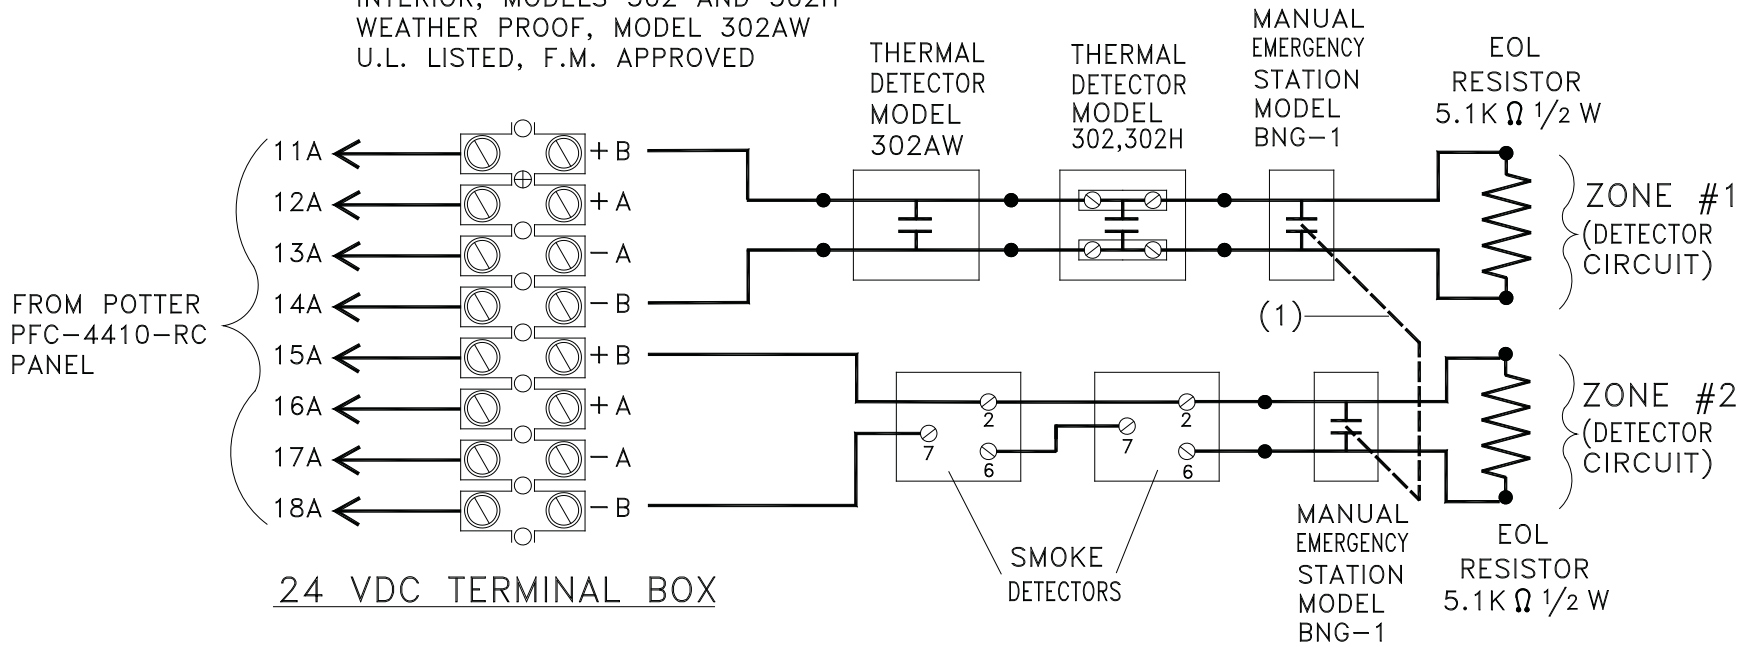 INTERIOR, MODELS 302 AND 302H
WEATHER PROOF, MODEL 302AW
U.L. LISTED, F.M. APPROVED
THERMAL
DETECTOR
MODEL
302AW
THERMAL
DETECTOR
MODEL
302,302H
MANUAL
EMERGENCY
STATION
MODEL
BNG-1
EOL
RESISTOR
5.1K Ω 1/2 W
11A +B
12A +A
13A -A
14A -B
15A +B
16A +A
17A -A
18A -B
FROM POTTER
PFC-4410-RC
PANEL
ZONE #1
(DETECTOR
CIRCUIT)
(1)
2
7
6
2
7
6
ZONE #2
(DETECTOR
CIRCUIT)
SMOKE
DETECTORS
MANUAL
EMERGENCY
STATION
MODEL
BNG-1
EOL
RESISTOR
5.1K Ω 1/2 W
24 VDC TERMINAL BOX